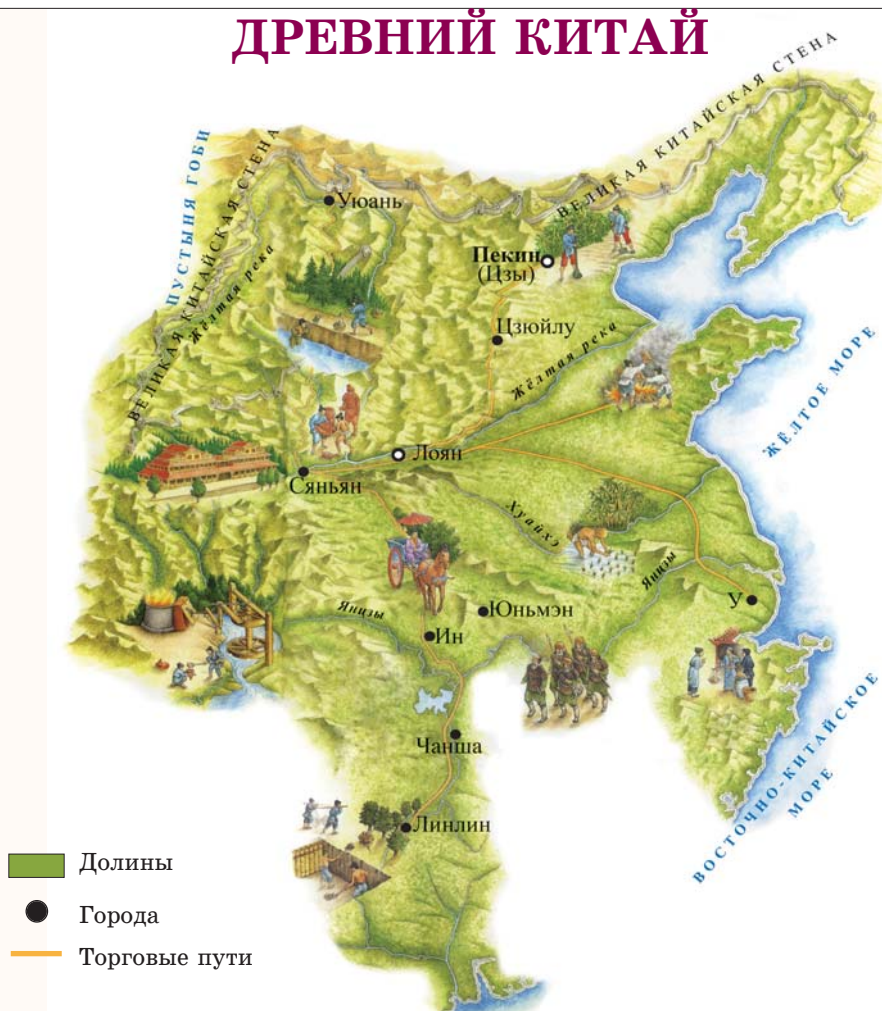 ДРЕВНИЙ КИТАЙ
ВЕЛИКАЯ КИТАЙСКАЯ СТЕНА
ПУСТЫНЯ ГОБИ
ВЕЛИКАЯ КИТАЙСКАЯ СТЕНА
Жёлтая река
Уюань
Пекин
(Цзы)
Цзюйлу
Жёлтая река
ЖЁЛТОЕ МОРЕ
Лоян
Сяньян
Хуайхэ
Янцзы
Янцзы
У
Юньмэн
Ин
Чанша
Линлин
ВОСТОЧНО-КИТАЙСКОЕ
МОРЕ
Долины
Города
Торговые пути